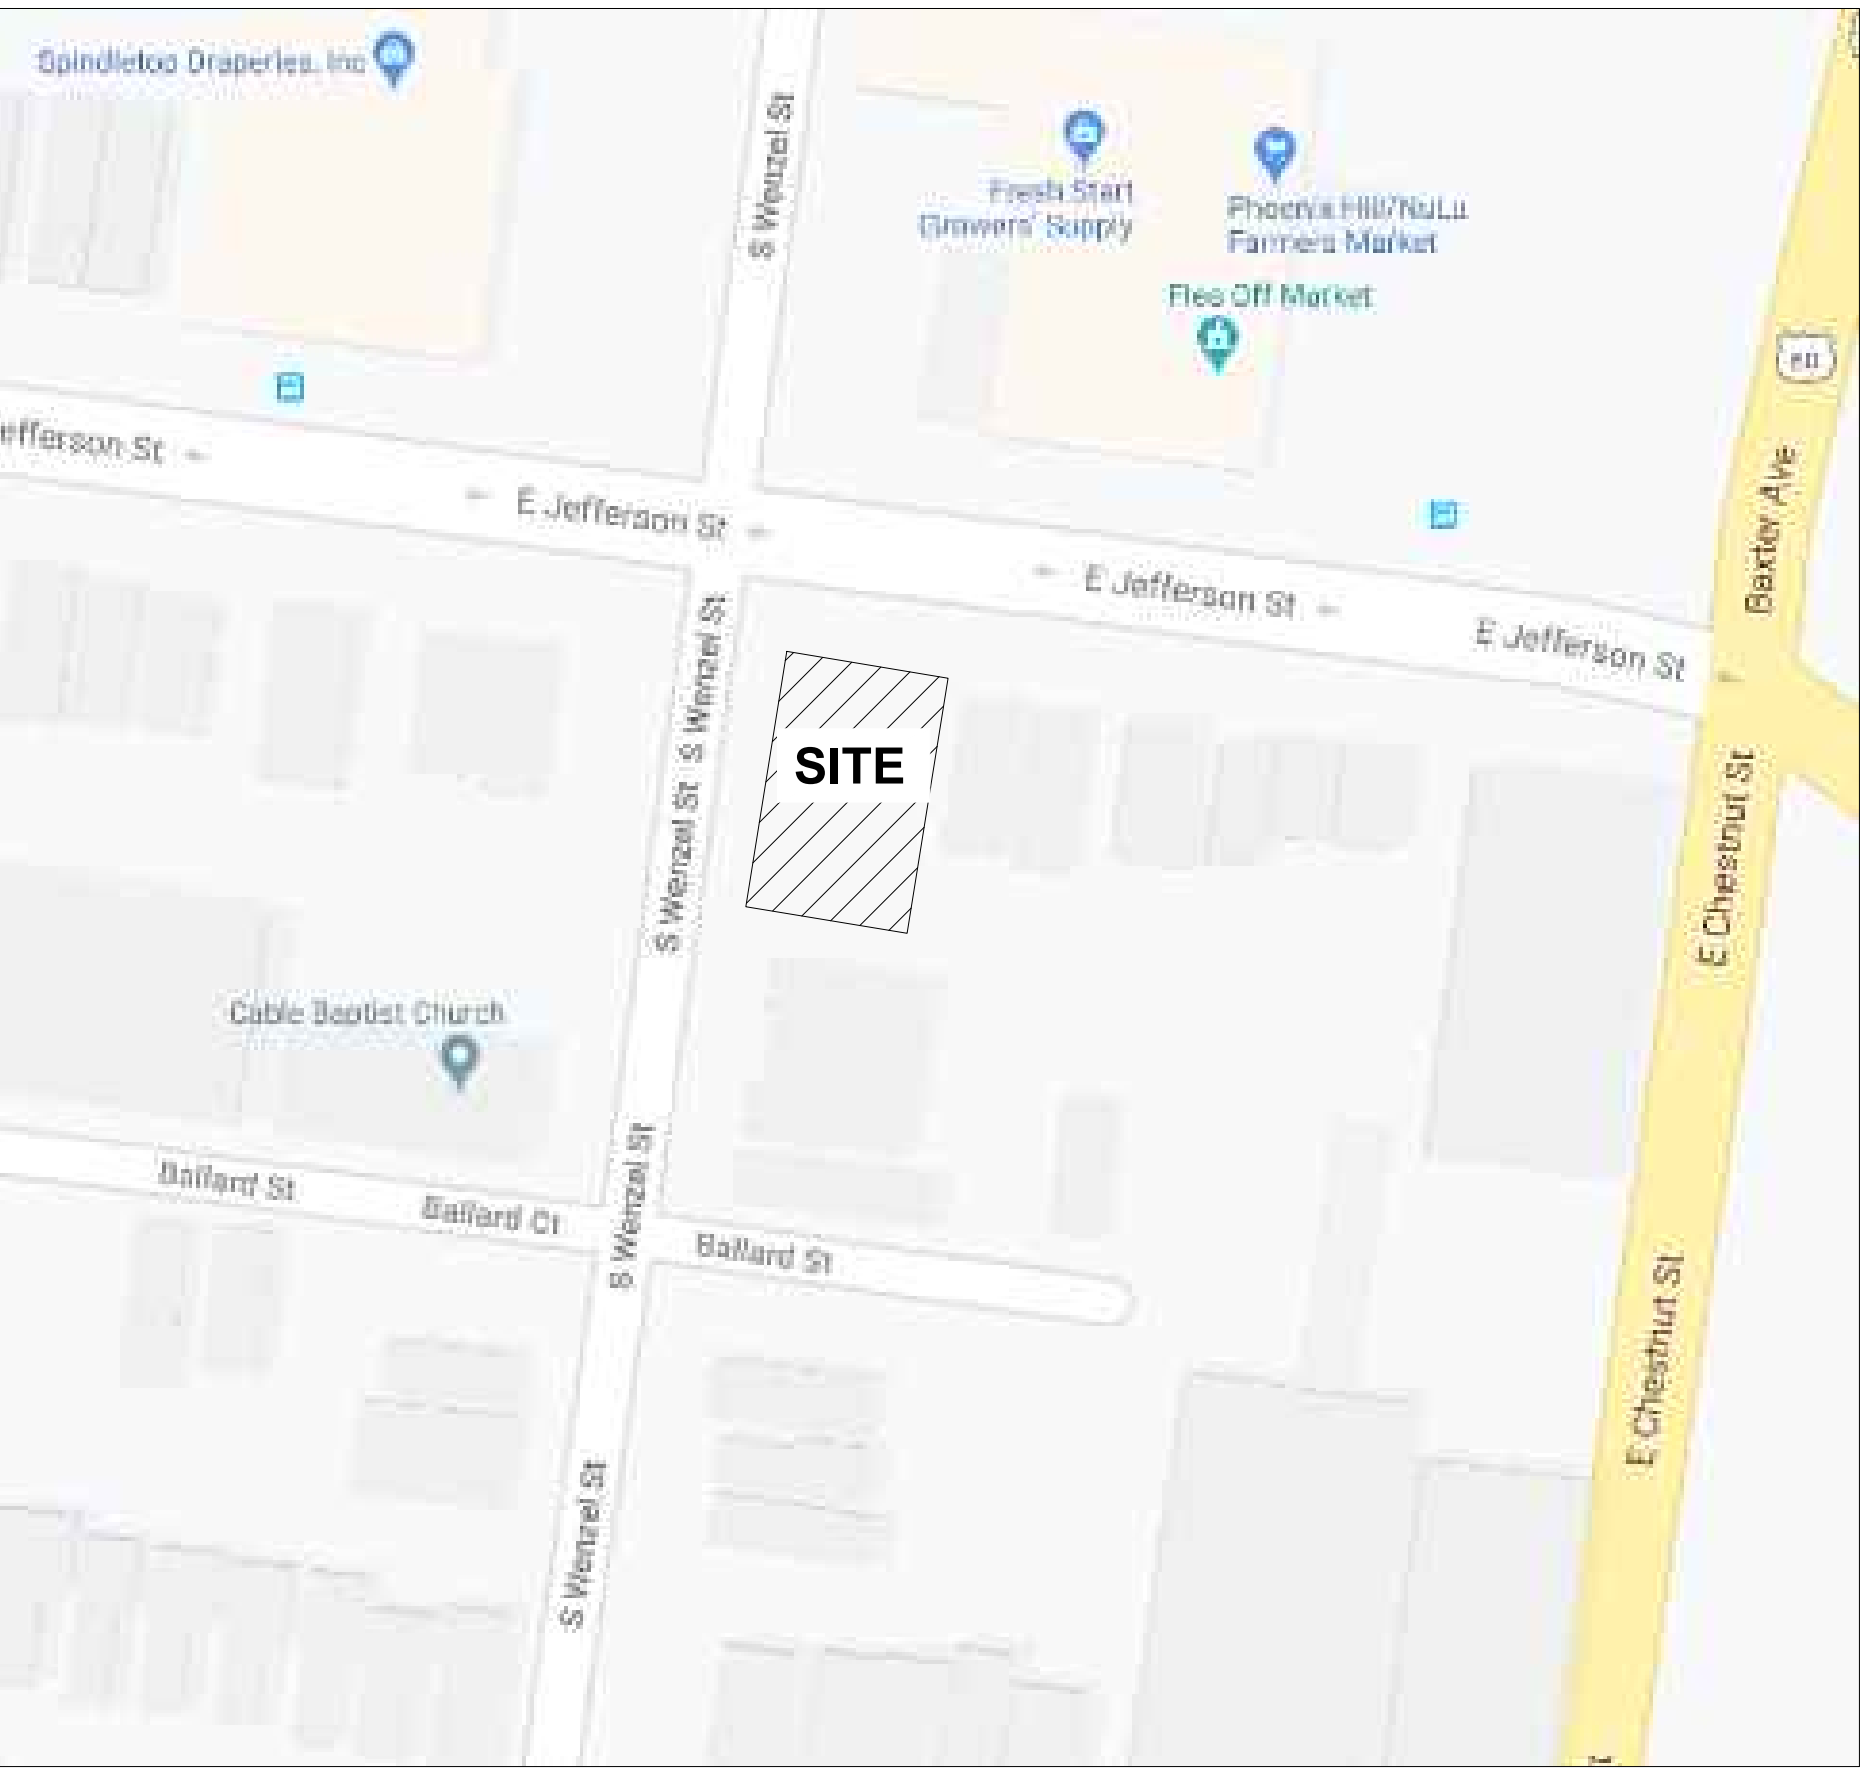 Spindletop Draperies, Inc
S Wenzel St
Fresh Start
Growers' Supply
Phoenix Hill/NuLu
Farmers Market
Flea Off Market
60
efferson St
E Jefferson St
E Jefferson St
E Jefferson St
Baxter Ave
S Wenzel St
SITE
S Wenzel St
E Chestnut St
Cable Baptist Church
Ballard St
Ballard Ct
S Wenzel St
Ballard St
E Chestnut St
S Wenzel St